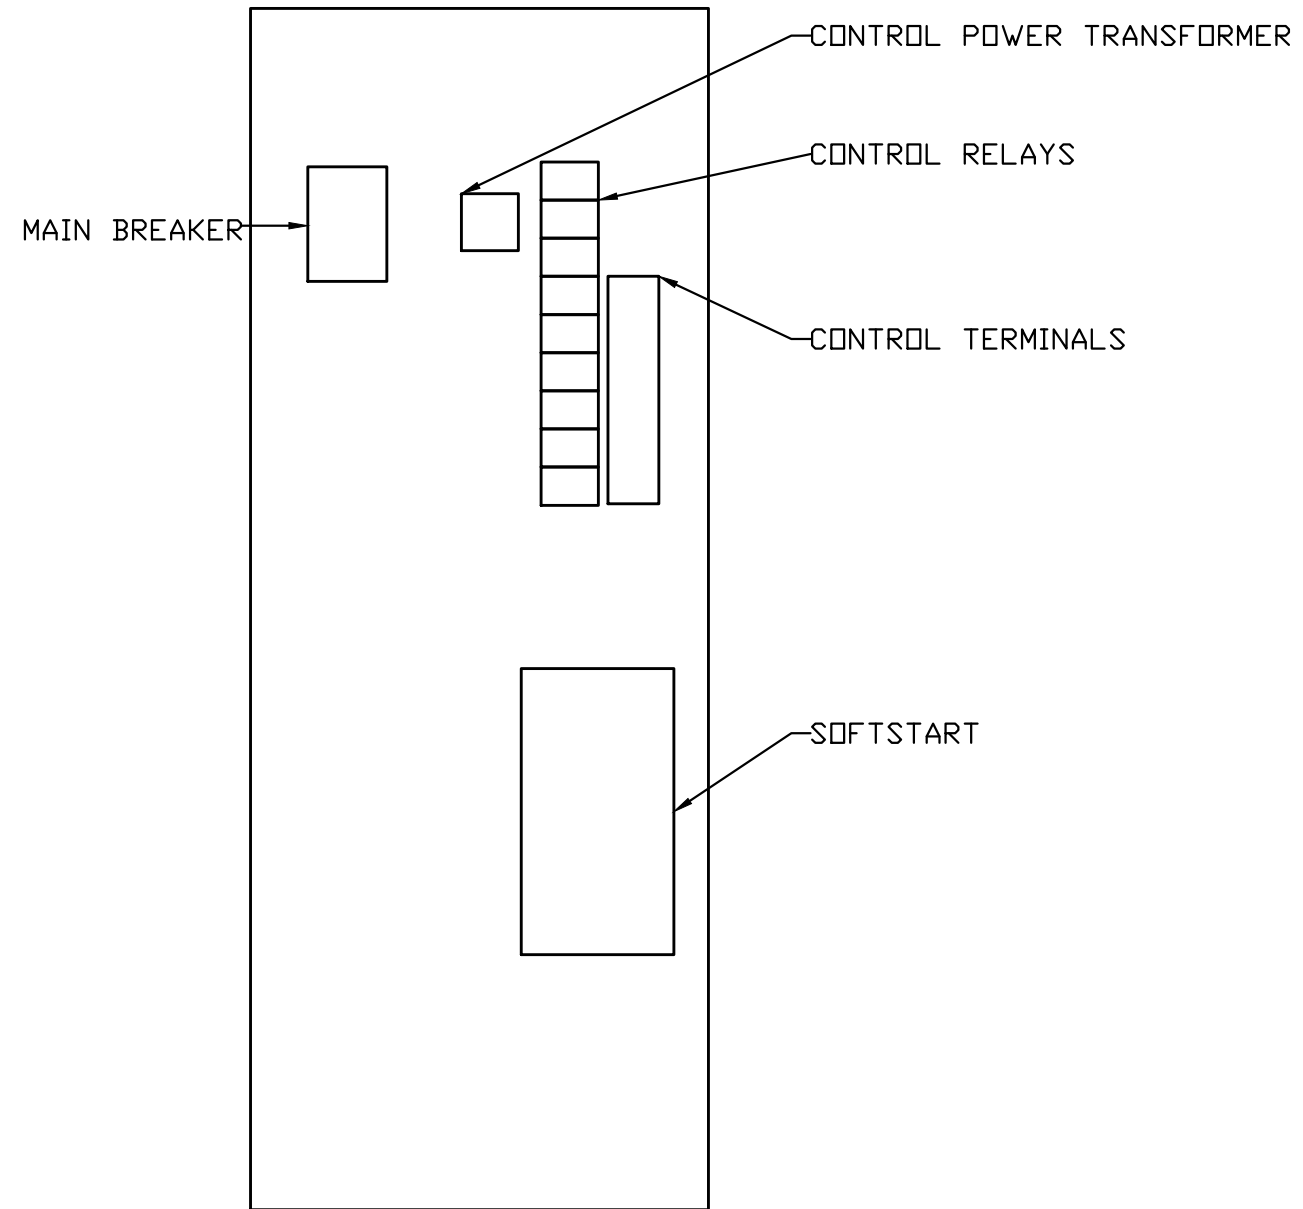 CONTROL POWER TRANSFORMER
CONTROL RELAYS
MAIN BREAKER
CONTROL TERMINALS
SOFTSTART